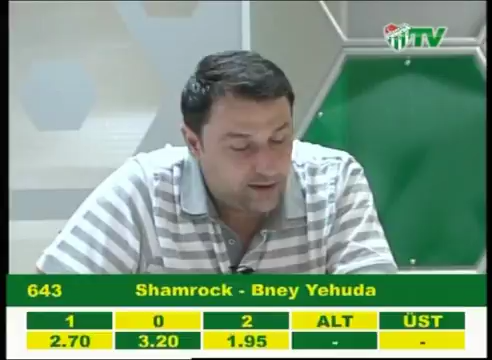 TV
643 Shamrock - Bney Yehuda
1 0 2 ALT ÜST
2.70 3.20 1.95 - -